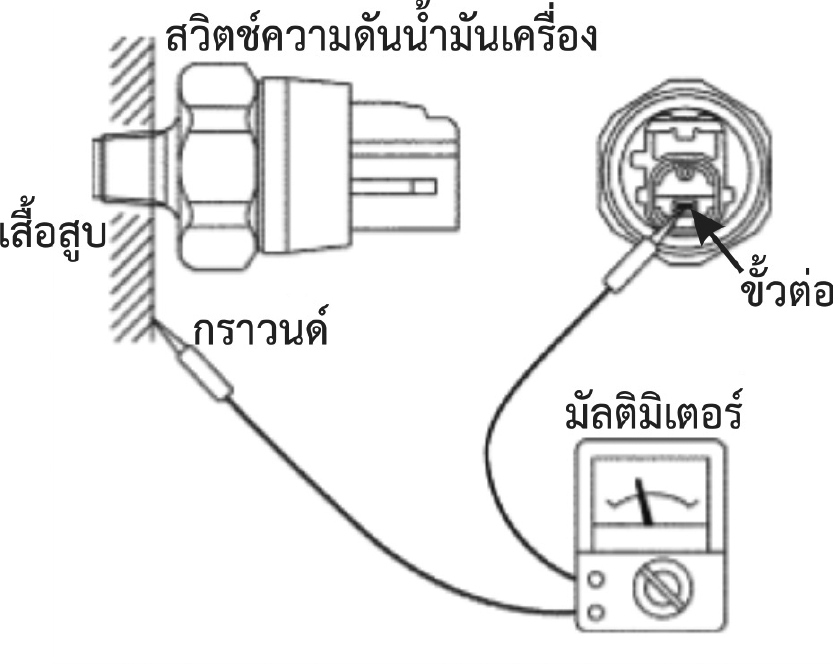 สวิตช์ความดันน้ำมันเครื่อง
เสื้อสูบ
ขั้วต่อ
กราวนด์
มัลติมิเตอร์